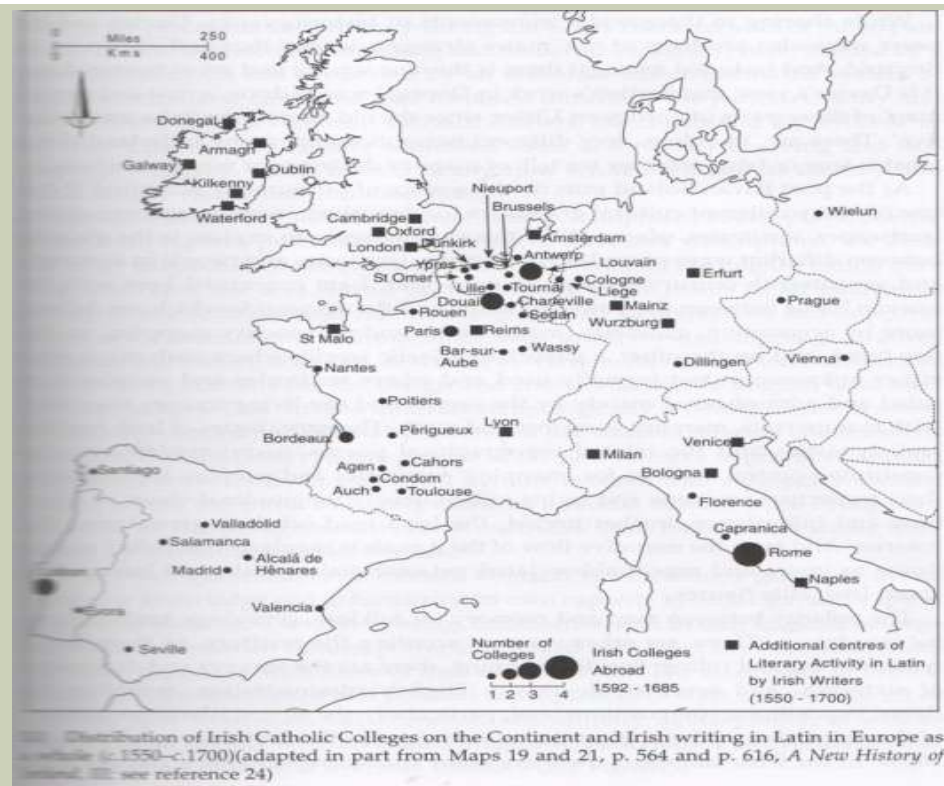 Miles 250
Kms 400
Donegal
Armagh
Galway
Dublin
Kilkenny
Waterford
Cambridge
Oxford
London
Dunkirk
Nieuport
Brussels
Amsterdam
Antwerp
Louvain
Ypres
St Omer
Lille
Tournai
Cologne
Liege
Douai
Charleville
Sedan
Rouen
Paris
Reims
Mainz
Wurzburg
Erfurt
Wielun
Prague
St Malo
Bar-sur-
Aube
Wassy
Dillingen
Vienna
Nantes
Poitiers
Bordeaux
Périgueux
Lyon
Milan
Venice
Bologna
Agen
Cahors
Condom
Auch
Toulouse
Florence
Santiago
Valladolid
Salamanca
Alcalá de
Hênares
Madrid
Capranica
Rome
Naples
Valencia
Seville
Number of
Colleges
1 2 3 4
Irish Colleges
Abroad
1592 - 1685
Additional centres of
Literary Activity in Latin
by Irish Writers
(1550 - 1700)
Distribution of Irish Catholic Colleges on the Continent and Irish writing in Latin in Europe as
a whole (c.1550–c.1700)(adapted in part from Maps 19 and 21, p. 564 and p. 616, A New History of
Ireland, III: see reference 24)